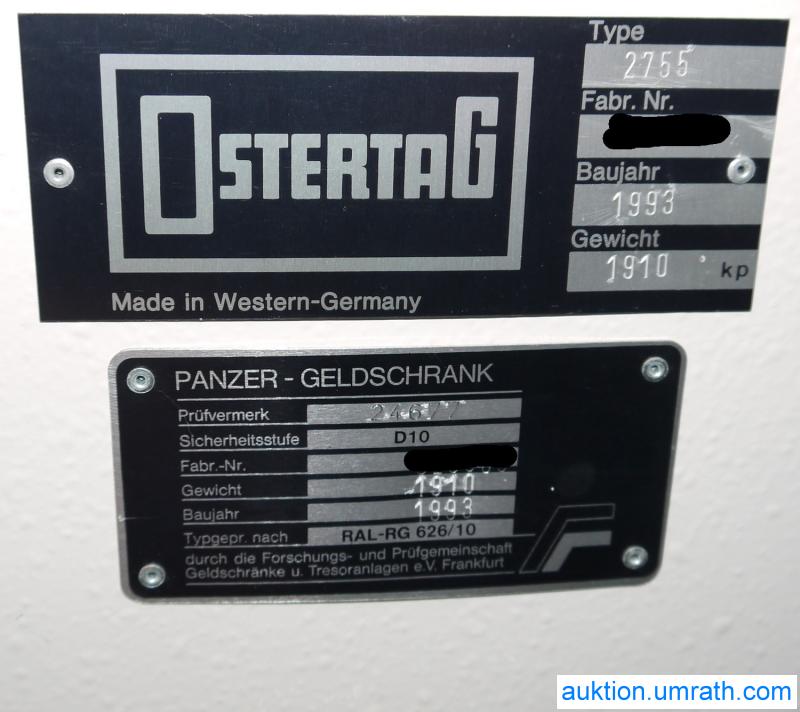 OSTERTAG
Made in Western-Germany
Type
2755
Fabr. Nr.
Baujahr
1993
Gewicht
1910 kp
PANZER - GELDSCHRANK
Prüfvermerk 24677
Sicherheitsstufe D10
Fabr.-Nr.
Gewicht 1910
Baujahr 1993
Typgepr. nach RAL-RG 626/10
durch die Forschungs- und Prüfgemeinschaft
Geldschränke u. Tresoranlagen e.V. Frankfurt
auktion.umrath.com